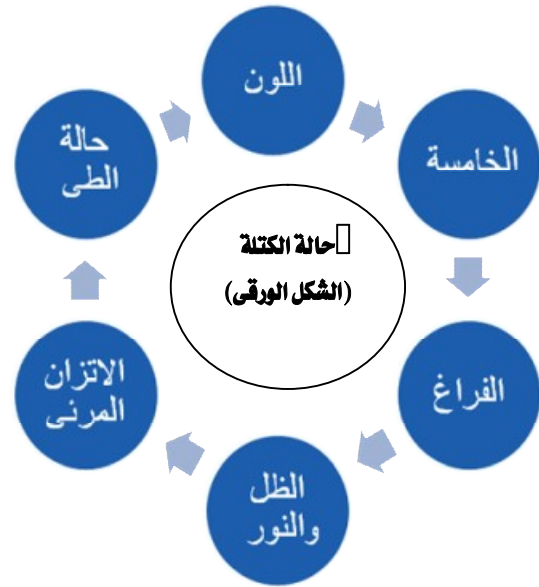 اللون
الخامسة
الفراغ
الظل
والنور
الاتزان
المرنى
حالة
الطى
حالة الكتلة
(الشكل الورقى)